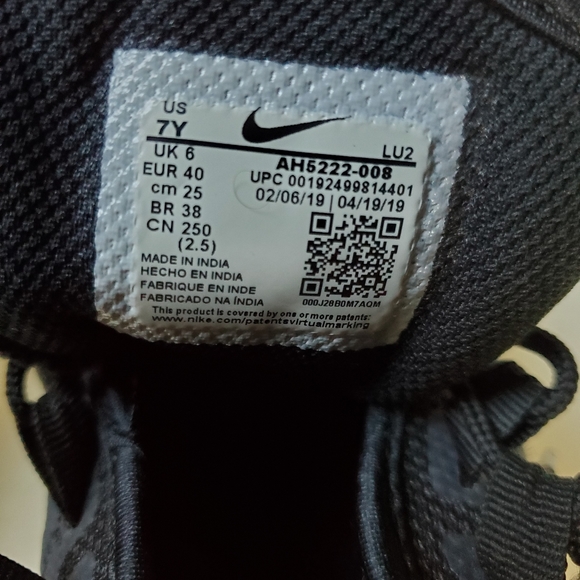 US
7Y
LU2
UK 6
AH5222-008
EUR 40
UPC 00192499814401
cm 25
02/06/19 | 04/19/19
BR 38
CN 250
(2.5)
MADE IN INDIA
HECHO EN INDIA
FABRIQUE EN INDE
FABRICADO NA ÍNDIA
000J28B0M7AQM
This product is covered by one or more patents:
www.nike.com/patentsvirtualmarking